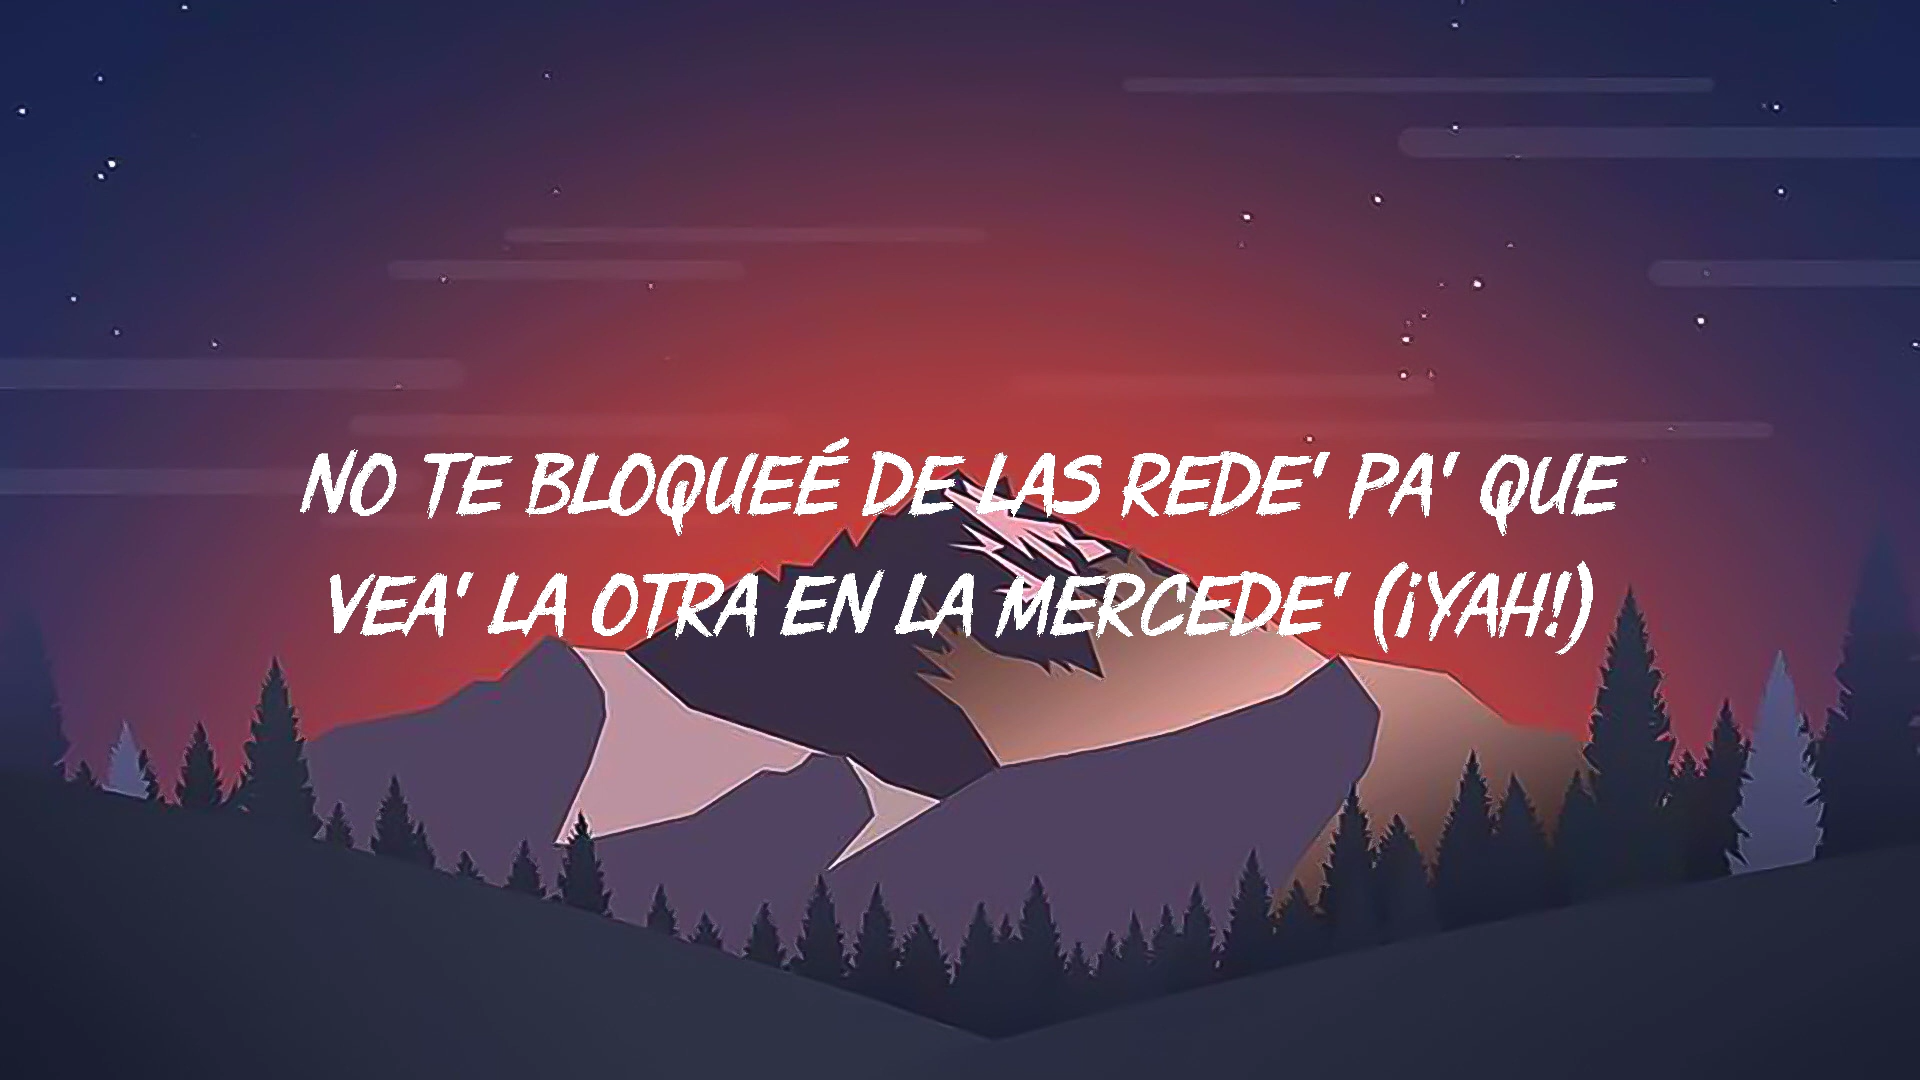 NO TE BLOQUEÉ DE LAS REDE' PA' QUE
VEA' LA OTRA EN LA MERCEDE' (¡YAH!)